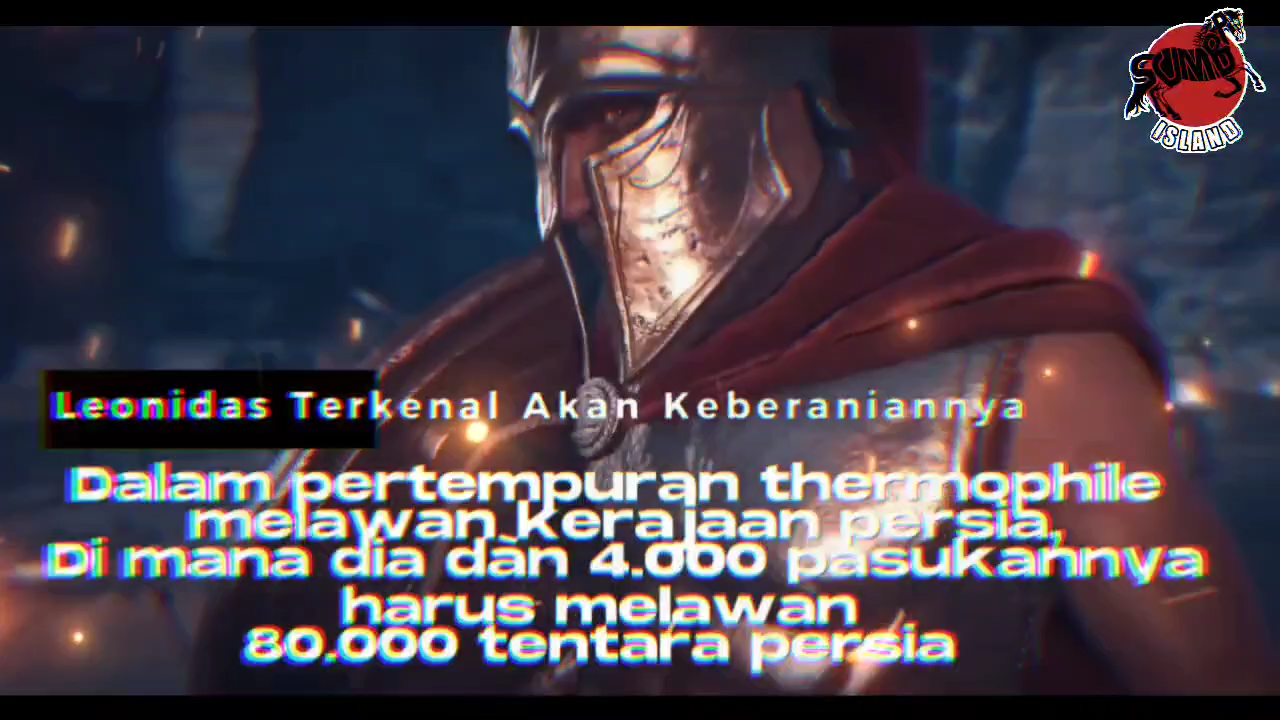 SUMBA
ISLAND
Leonidas Terkenal Akan Keberaniannya
Dalam pertempuran thermophile
melawan kerajaan persia,
Di mana dia dan 4.000 pasukannya
harus melawan
80.000 tentara persia